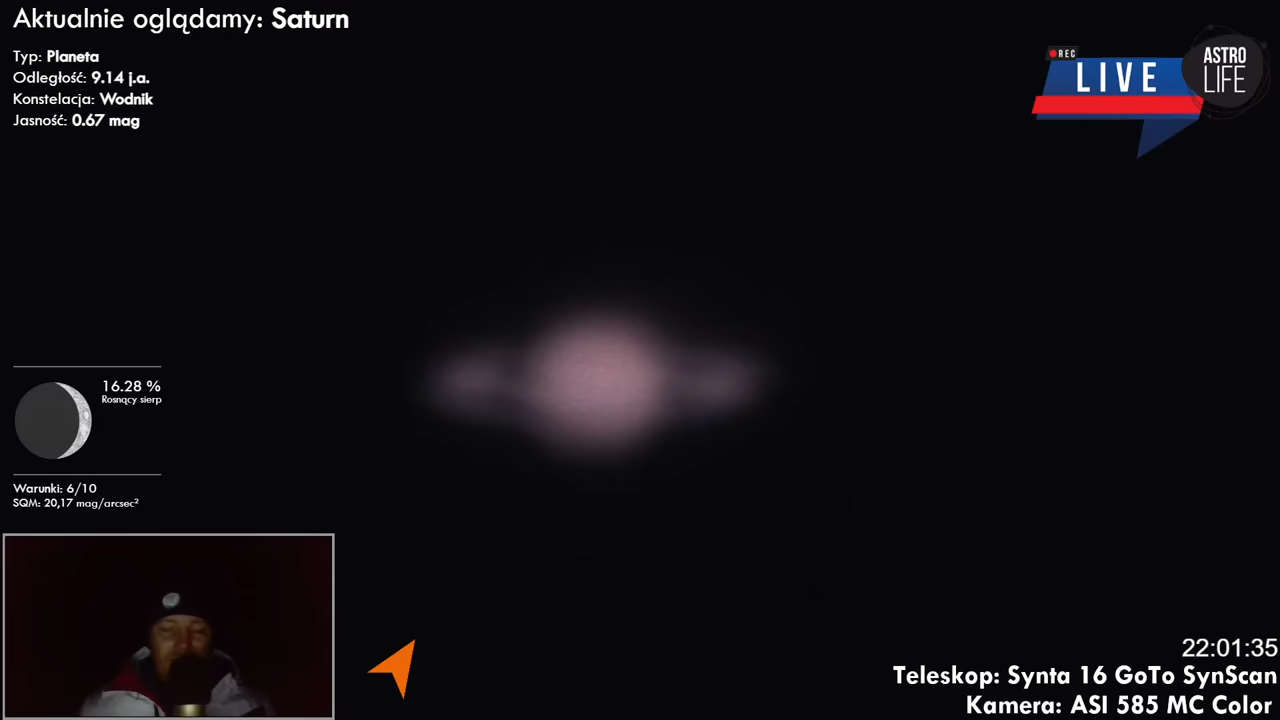 Aktualnie oglądamy: Saturn
Typ: Planeta
Odległość: 9.14 j.a.
Konstelacja: Wodnik
Jasność: 0.67 mag
REC
LIVE
ASTRO
LIFE
16.28 %
Rosnący sierp
Warunki: 6/10
SQM: 20,17 mag/arcsec²
22:01:35
Teleskop: Synta 16 GoTo SynScan
Kamera: ASI 585 MC Color